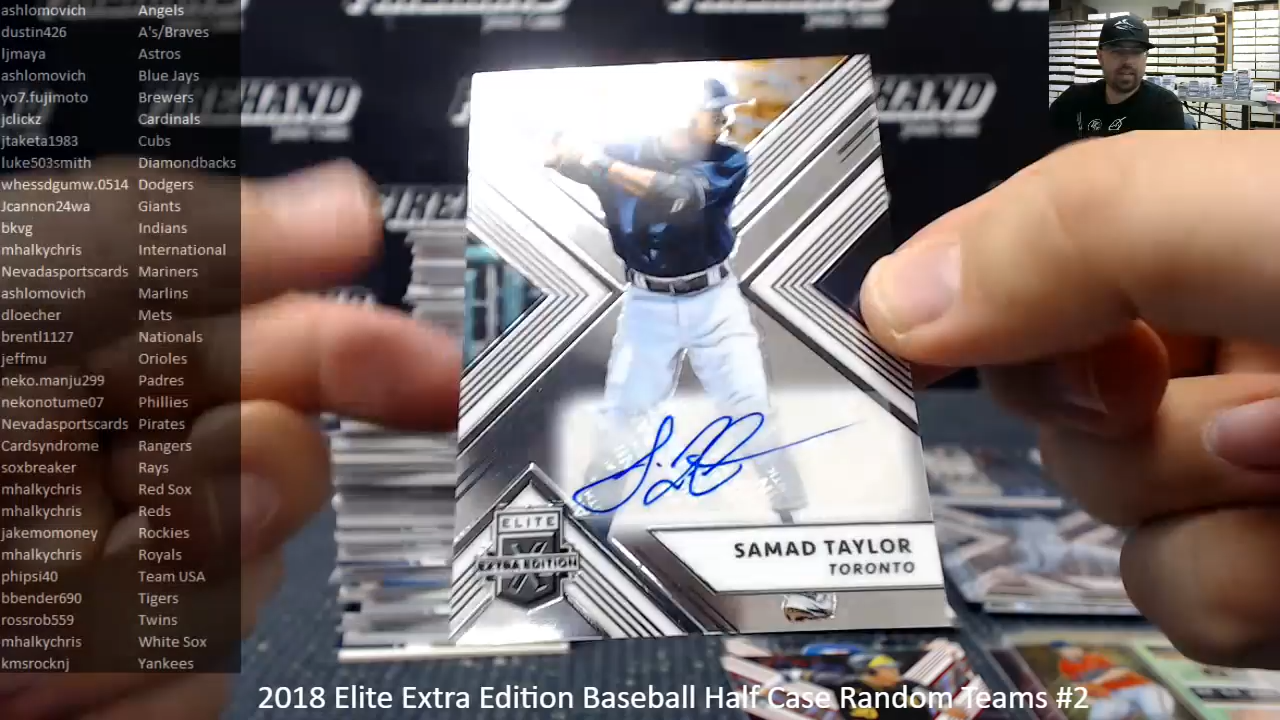 ashlomovich Angels
dustin426 A's/Braves
ljmaya Astros
ashlomovich Blue Jays
yo7.fujimoto Brewers
jclickz Cardinals
jtaketa1983 Cubs
luke503smith Diamondbacks
whessdgumw.0514 Dodgers
Jcannon24wa Giants
bkvg Indians
mhalkychris International
Nevadasportscards Mariners
ashlomovich Marlins
dloecher Mets
brentl1127 Nationals
jeffmu Orioles
neko.manju299 Padres
nekonotume07 Phillies
Nevadasportscards Pirates
Cardsyndrome Rangers
soxbreaker Rays
mhalkychris Red Sox
mhalkychris Reds
jakemomoney Rockies
mhalkychris Royals
phipsi40 Team USA
bbender690 Tigers
rossrob559 Twins
mhalkychris White Sox
kmsrocknj Yankees
ELITE
EXTRA EDITION
X
SAMAD TAYLOR
TORONTO
2018 Elite Extra Edition Baseball Half Case Random Teams #2